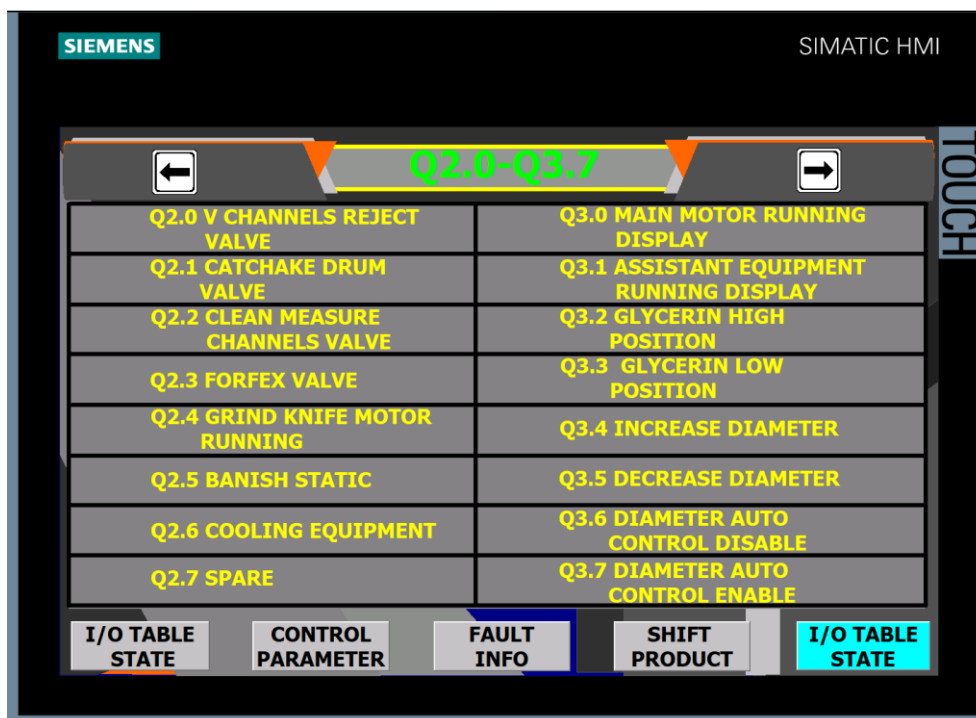 SIEMENS
SIMATIC HMI
TOUCH
Q2.0-Q3.7
Q2.0 V CHANNELS REJECT
VALVE
Q3.0 MAIN MOTOR RUNNING
DISPLAY
Q2.1 CATCHAKE DRUM
VALVE
Q3.1 ASSISTANT EQUIPMENT
RUNNING DISPLAY
Q2.2 CLEAN MEASURE
CHANNELS VALVE
Q3.2 GLYCERIN HIGH
POSITION
Q2.3 FORFEX VALVE
Q3.3 GLYCERIN LOW
POSITION
Q2.4 GRIND KNIFE MOTOR
RUNNING
Q3.4 INCREASE DIAMETER
Q2.5 BANISH STATIC
Q3.5 DECREASE DIAMETER
Q2.6 COOLING EQUIPMENT
Q3.6 DIAMETER AUTO
CONTROL DISABLE
Q2.7 SPARE
Q3.7 DIAMETER AUTO
CONTROL ENABLE
I/O TABLE
STATE
CONTROL
PARAMETER
FAULT
INFO
SHIFT
PRODUCT
I/O TABLE
STATE